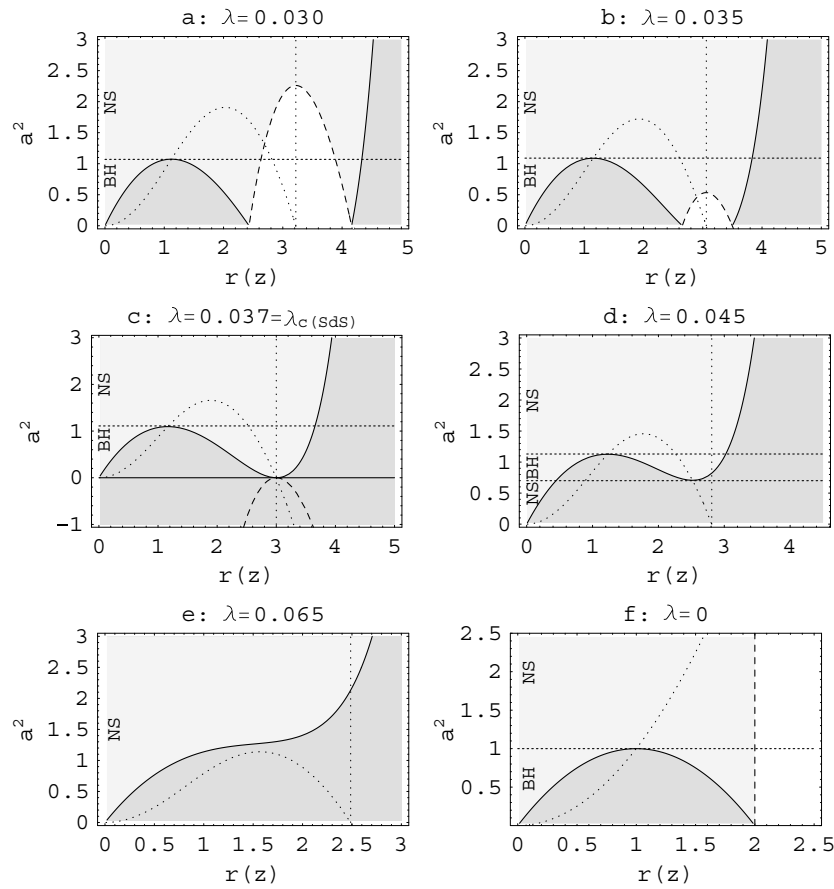 a: λ=0.030
3
2.5
2
1.5
1
0.5
0
a²
NS
BH
0 1 2 3 4 5
r(z)
b: λ=0.035
3
2.5
2
1.5
1
0.5
0
a²
NS
BH
0 1 2 3 4 5
r(z)
c: λ=0.037=λc(SdS)
3
2
1
0
-1
a²
NS
BH
0 1 2 3 4 5
r(z)
d: λ=0.045
3
2.5
2
1.5
1
0.5
0
a²
NS
BH
NS
0 1 2 3 4
r(z)
e: λ=0.065
3
2.5
2
1.5
1
0.5
0
a²
NS
0 0.5 1 1.5 2 2.5 3
r(z)
f: λ=0
2.5
2
1.5
1
0.5
a²
NS
BH
0 0.5 1 1.5 2 2.5
r(z)